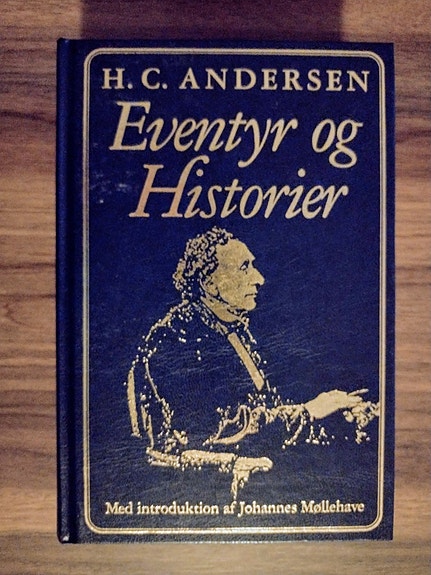 H. C. ANDERSEN
Eventyr og
Historier
Med introduktion af Johannes Møllehave